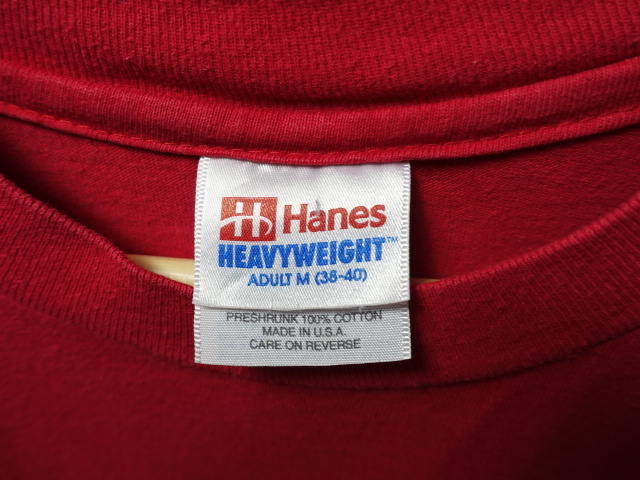 H Hanes
HEAVYWEIGHT™
ADULT M (38-40)
PRESHRUNK 100% COTTON
MADE IN U.S.A.
CARE ON REVERSE